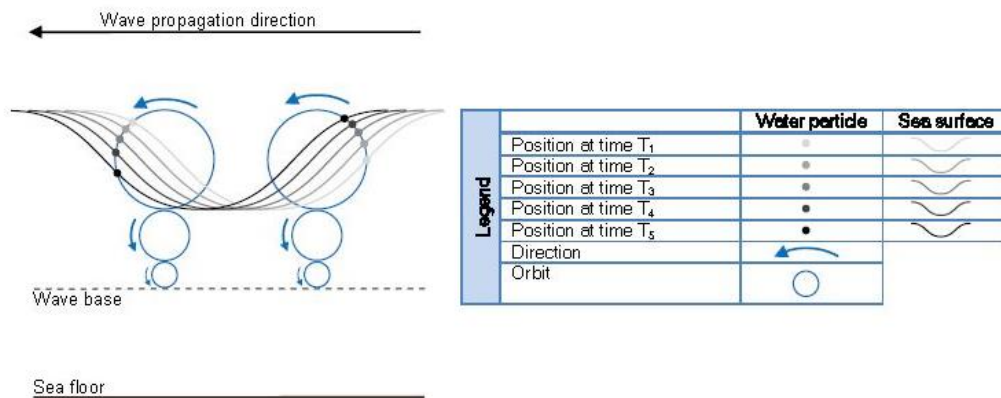 Wave propagation direction
Wave base
Sea floor
Legend
Water particle Sea surface
Position at time T₁
Position at time T₂
Position at time T₃
Position at time T₄
Position at time T₅
Direction
Orbit